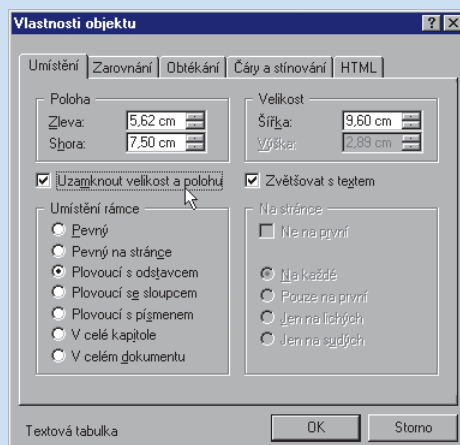 Vlastnosti objektu
Umístění Zarovnání Obtékání Čáry a stínování HTML
Poloha
Zleva: 5,62 cm
Shora: 7,50 cm
Velikost
Šířka: 9,60 cm
Výška: 2,89 cm
Uzamknout velikost a polohu
Zvětšovat s textem
Umístění rámce
Pevný
Pevný na stránce
Plovoucí s odstavcem
Plovoucí se sloupcem
Plovoucí s písmenem
V celé kapitole
V celém dokumentu
Na stránce
Ne na první
Na každé
Pouze na první
Jen na lichých
Jen na sudých
Textová tabulka
OK
Storno